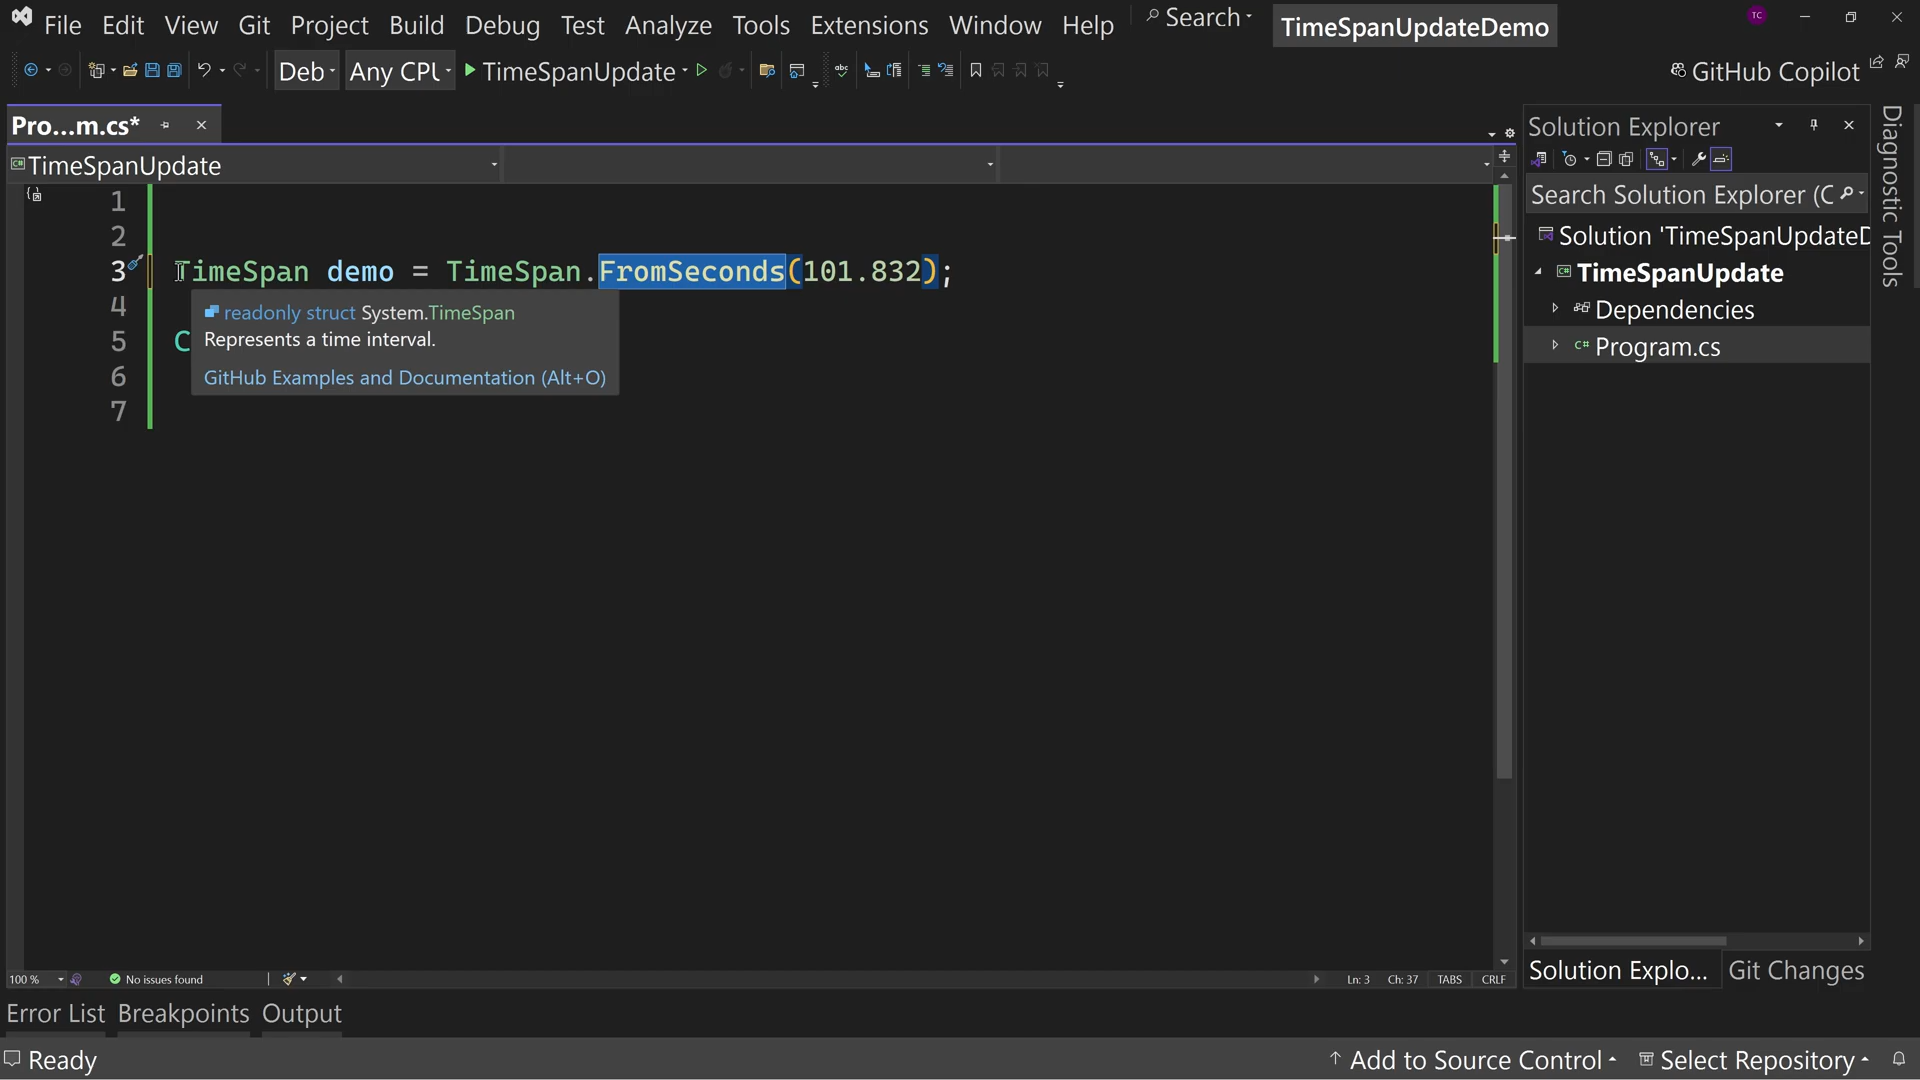 File Edit View Git Project Build Debug Test Analyze Tools Extensions Window Help Search TimeSpanUpdateDemo TC
Deb Any CPU TimeSpanUpdate GitHub Copilot
Pro...m.cs*
TimeSpanUpdate
1
2
3 TimeSpan demo = TimeSpan.FromSeconds(101.832);
4
readonly struct System.TimeSpan
5 C
Represents a time interval.
6
GitHub Examples and Documentation (Alt+O)
7
Solution Explorer
Search Solution Explorer (C
Solution 'TimeSpanUpdateD
TimeSpanUpdate
Dependencies
C# Program.cs
Diagnostic Tools
100 % No issues found Ln: 3 Ch: 37 TABS CRLF
Solution Explo... Git Changes
Error List Breakpoints Output
Ready Add to Source Control Select Repository